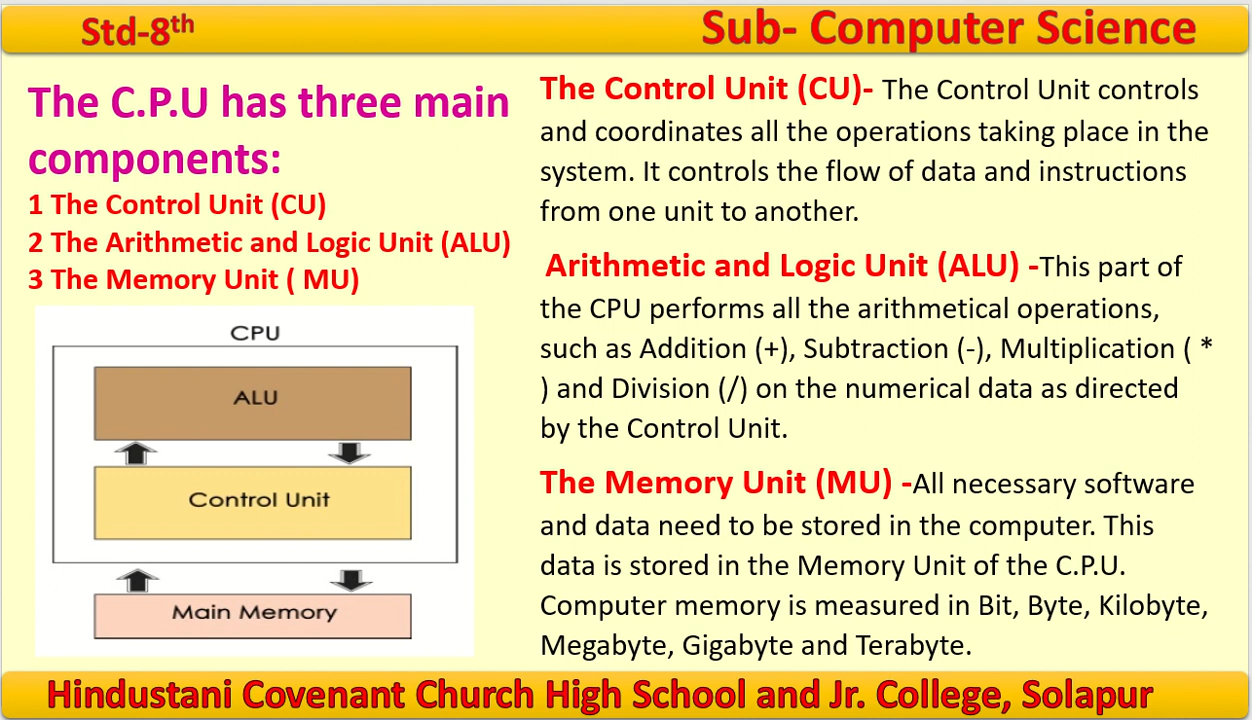 Std-8th
Sub- Computer Science
The C.P.U has three main
components:
1 The Control Unit (CU)
2 The Arithmetic and Logic Unit (ALU)
3 The Memory Unit ( MU)
CPU
ALU
Control Unit
Main Memory
The Control Unit (CU)- The Control Unit controls
and coordinates all the operations taking place in the
system. It controls the flow of data and instructions
from one unit to another.
Arithmetic and Logic Unit (ALU) -This part of
the CPU performs all the arithmetical operations,
such as Addition (+), Subtraction (-), Multiplication ( *
) and Division (/) on the numerical data as directed
by the Control Unit.
The Memory Unit (MU) -All necessary software
and data need to be stored in the computer. This
data is stored in the Memory Unit of the C.P.U.
Computer memory is measured in Bit, Byte, Kilobyte,
Megabyte, Gigabyte and Terabyte.
Hindustani Covenant Church High School and Jr. College, Solapur